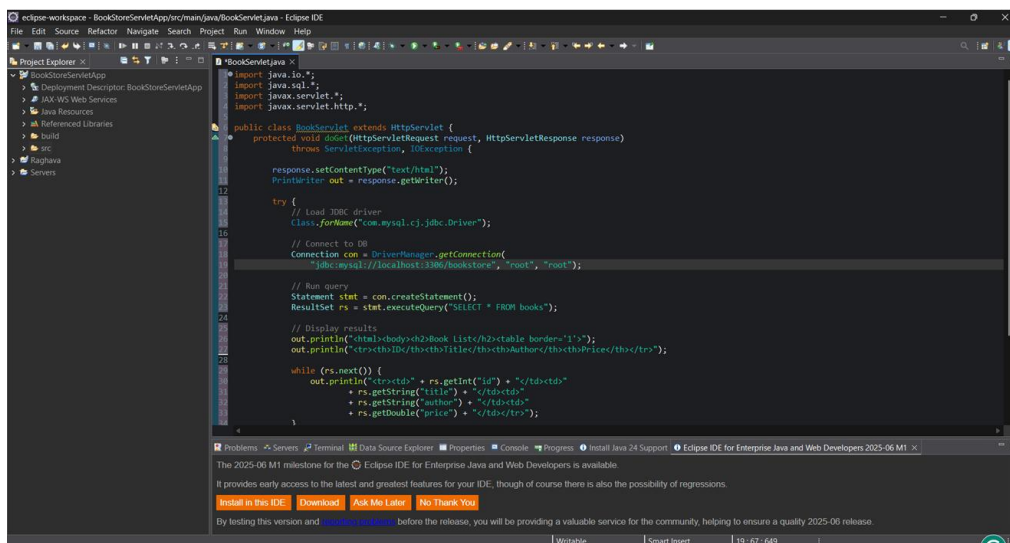 eclipse-workspace - BookStoreServletApp/src/main/java/BookServlet.java - Eclipse IDE
File Edit Source Refactor Navigate Search Project Run Window Help
Project Explorer
*BookServlet.java
BookStoreServletApp
Deployment Descriptor: BookStoreServletApp
JAX-WS Web Services
Java Resources
Referenced Libraries
build
src
Raghava
Servers
import java.io.*;
import java.sql.*;
import javax.servlet.*;
import javax.servlet.http.*;
public class BookServlet extends HttpServlet {
protected void doGet(HttpServletRequest request, HttpServletResponse response)
throws ServletException, IOException {
response.setContentType("text/html");
PrintWriter out = response.getWriter();
try {
// Load JDBC driver
Class.forName("com.mysql.cj.jdbc.Driver");
// Connect to DB
Connection con = DriverManager.getConnection(
"jdbc:mysql://localhost:3306/bookstore", "root", "root");
// Run query
Statement stmt = con.createStatement();
ResultSet rs = stmt.executeQuery("SELECT * FROM books");
// Display results
out.println("<html><body><h2>Book List</h2><table border='1'>");
out.println("<tr><th>ID</th><th>Title</th><th>Author</th><th>Price</th></tr>");
while (rs.next()) {
out.println("<tr><td>" + rs.getInt("id") + "</td><td>"
+ rs.getString("title") + "</td><td>"
+ rs.getString("author") + "</td><td>"
+ rs.getDouble("price") + "</td></tr>");
}
Problems Servers Terminal Data Source Explorer Properties Console Progress Install Java 24 Support Eclipse IDE for Enterprise Java and Web Developers 2025-06 M1
The 2025-06 M1 milestone for the Eclipse IDE for Enterprise Java and Web Developers is available.
It provides early access to the latest and greatest features for your IDE, though of course there is also the possibility of regressions.
Install in this IDE Download Ask Me Later No Thank You
By testing this version and reporting problems before the release, you will be providing a valuable service for the community, helping to ensure a quality 2025-06 release.
Writable Smart Insert 19 : 67 : 649